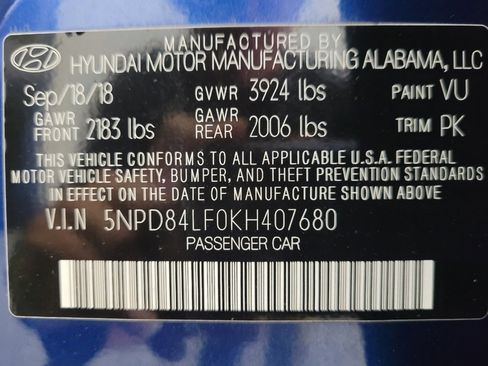 MANUFACTURED BY
HYUNDAI MOTOR MANUFACTURING ALABAMA, LLC
Sep/18/18 GVWR 3924 lbs PAINT VU
GAWR FRONT 2183 lbs GAWR REAR 2006 lbs TRIM PK
THIS VEHICLE CONFORMS TO ALL APPLICABLE U.S.A. FEDERAL
MOTOR VEHICLE SAFETY, BUMPER, AND THEFT PREVENTION STANDARDS
IN EFFECT ON THE DATE OF MANUFACTURE SHOWN ABOVE.
V.I.N 5NPD84LF0KH407680
PASSENGER CAR